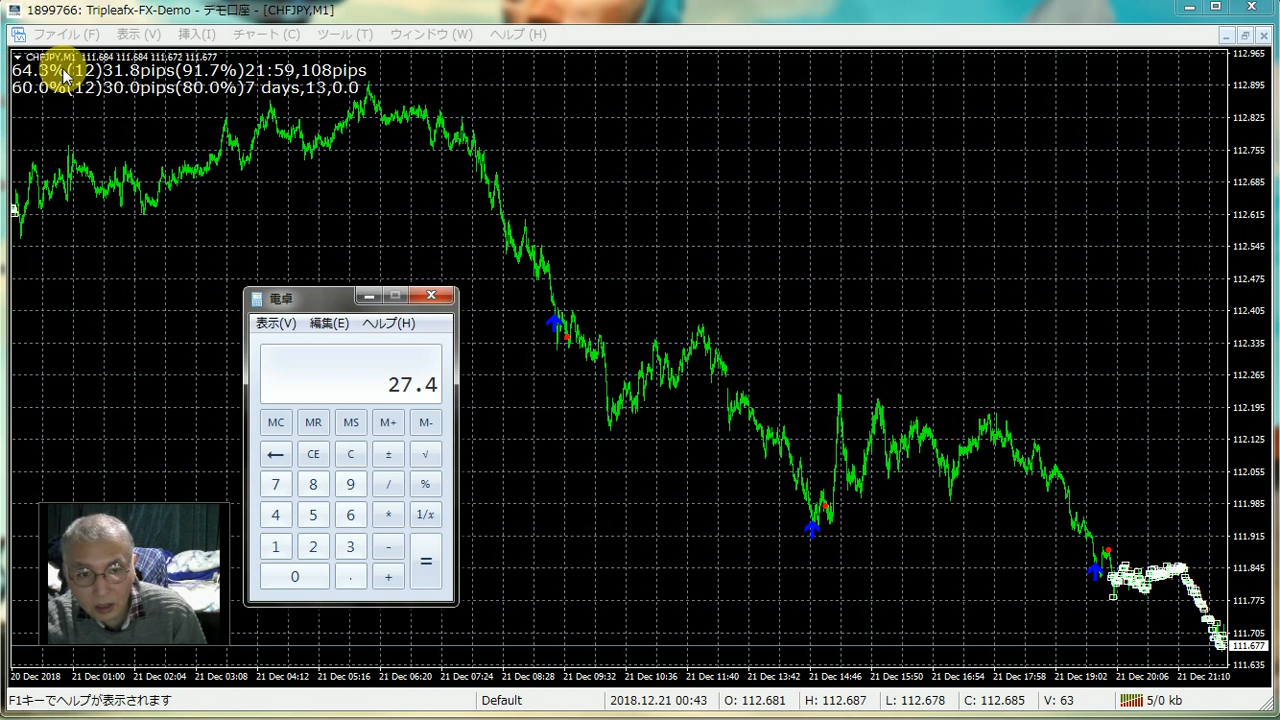 1899766: Tripleafx-FX-Demo - デモ口座 - [CHFJPY,M1]
ファイル (F) 表示 (V) 挿入(I) チャート (C) ツール (T) ウィンドウ (W) ヘルプ (H)
CHFJPY,M1 111.684 111.684 111.672 111.677
64.3%(12)31.8pips(91.7%)21:59,108pips
60.0%(12)30.0pips(80.0%)7 days,13,0.0
112.965
112.895
112.825
112.755
112.685
112.615
112.545
112.475
112.405
112.335
112.265
112.195
112.125
112.055
111.985
111.915
111.845
111.775
111.705
111.677
111.635
電卓
表示(V) 編集(E) ヘルプ(H)
27.4
MC MR MS M+ M-
← CE C ± √
7 8 9 / %
4 5 6 * 1/x
1 2 3 - =
0 . +
20 Dec 2018 21 Dec 01:00 21 Dec 02:04 21 Dec 03:08 21 Dec 04:12 21 Dec 05:16 21 Dec 06:20 21 Dec 07:24 21 Dec 08:28 21 Dec 09:32 21 Dec 10:36 21 Dec 11:40 21 Dec 12:44 21 Dec 13:42 21 Dec 14:46 21 Dec 15:50 21 Dec 16:54 21 Dec 17:58 21 Dec 19:02 21 Dec 20:06 21 Dec 21:10
F1キーでヘルプが表示されます Default 2018.12.21 00:43 O: 112.681 H: 112.687 L: 112.678 C: 112.685 V: 63 5/0 kb